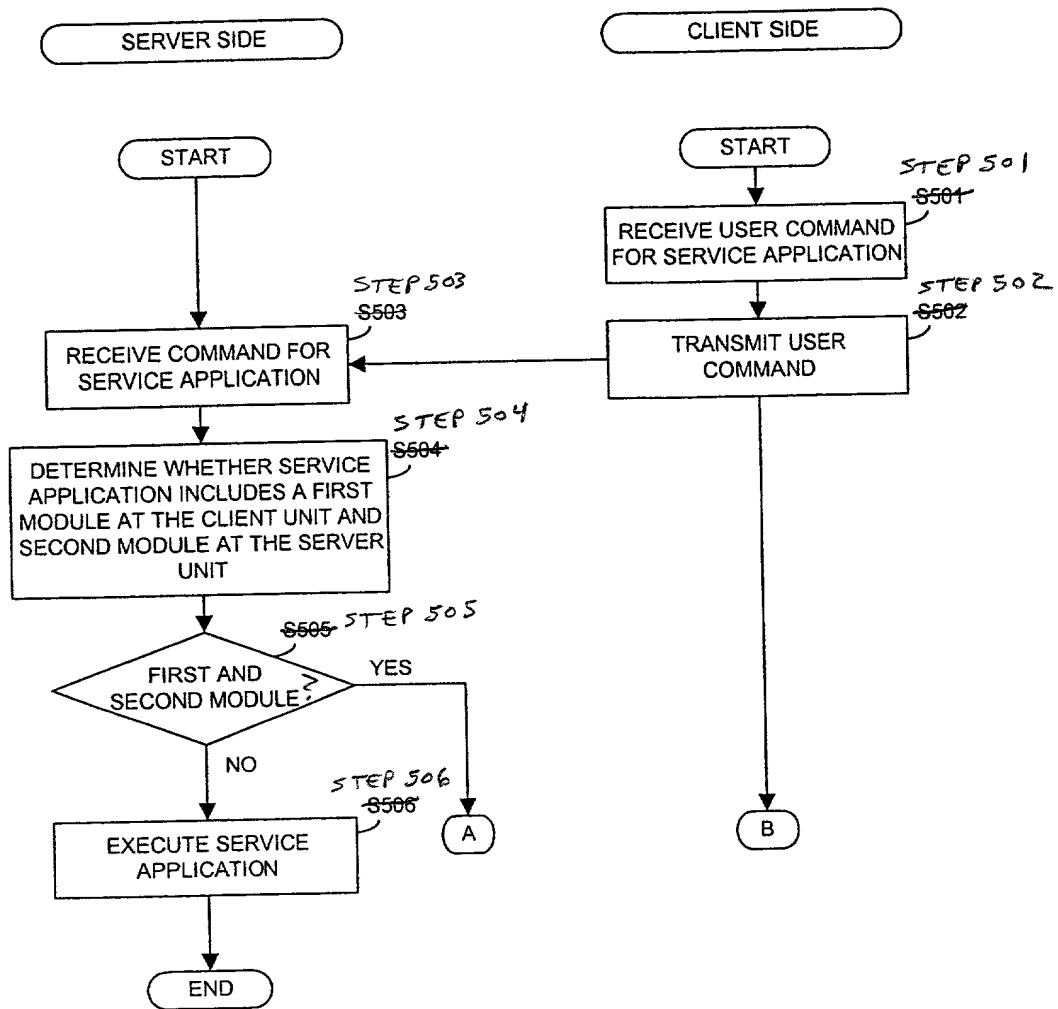 SERVER SIDE
CLIENT SIDE
START
START
STEP 501
S501
RECEIVE USER COMMAND
FOR SERVICE APPLICATION
STEP 502
S502
TRANSMIT USER
COMMAND
STEP 503
S503
RECEIVE COMMAND FOR
SERVICE APPLICATION
STEP 504
S504
DETERMINE WHETHER SERVICE
APPLICATION INCLUDES A FIRST
MODULE AT THE CLIENT UNIT AND
SECOND MODULE AT THE SERVER
UNIT
S505 STEP 505
FIRST AND
SECOND MODULE?
YES
NO
STEP 506
S506
EXECUTE SERVICE
APPLICATION
A
B
END